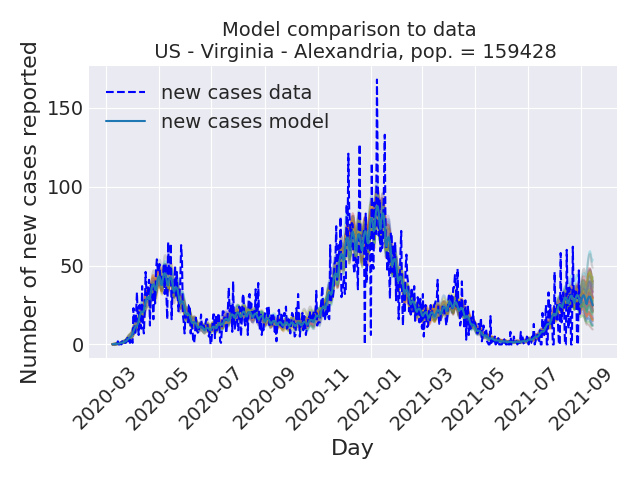 Model comparison to data
US - Virginia - Alexandria, pop. = 159428
Number of new cases reported
150
100
50
0
new cases data
new cases model
2020-03
2020-05
2020-07
2020-09
2020-11
2021-01
2021-03
2021-05
2021-07
2021-09
Day